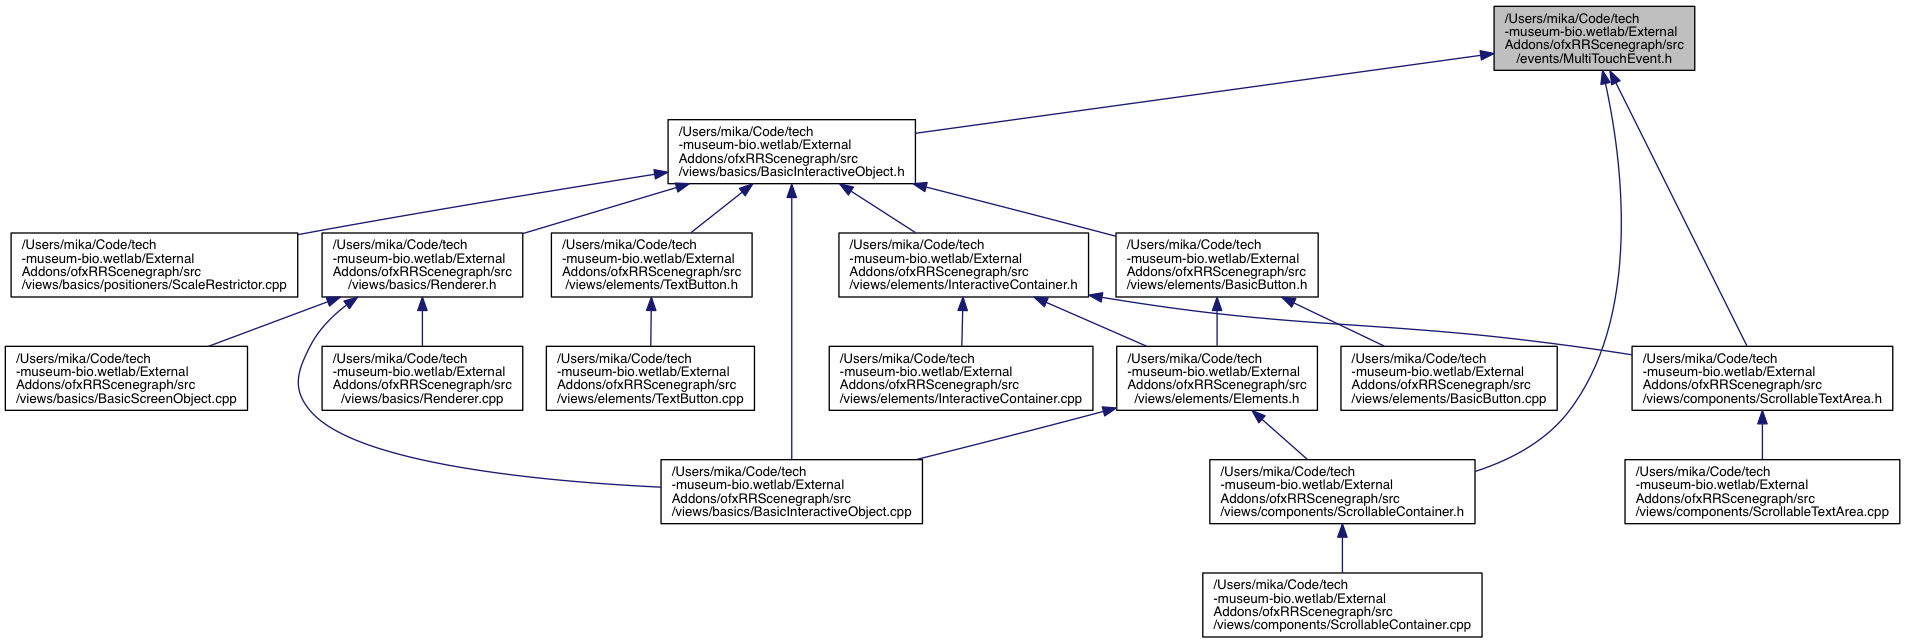 /Users/mika/Code/tech
-museum-bio.wetlab/External
Addons/ofxRRScenegraph/src
/events/MultiTouchEvent.h
/Users/mika/Code/tech
-museum-bio.wetlab/External
Addons/ofxRRScenegraph/src
/views/basics/BasicInteractiveObject.h
/Users/mika/Code/tech
-museum-bio.wetlab/External
Addons/ofxRRScenegraph/src
/views/basics/positioners/ScaleRestrictor.cpp
/Users/mika/Code/tech
-museum-bio.wetlab/External
Addons/ofxRRScenegraph/src
/views/basics/Renderer.h
/Users/mika/Code/tech
-museum-bio.wetlab/External
Addons/ofxRRScenegraph/src
/views/elements/TextButton.h
/Users/mika/Code/tech
-museum-bio.wetlab/External
Addons/ofxRRScenegraph/src
/views/elements/InteractiveContainer.h
/Users/mika/Code/tech
-museum-bio.wetlab/External
Addons/ofxRRScenegraph/src
/views/elements/BasicButton.h
/Users/mika/Code/tech
-museum-bio.wetlab/External
Addons/ofxRRScenegraph/src
/views/basics/BasicScreenObject.cpp
/Users/mika/Code/tech
-museum-bio.wetlab/External
Addons/ofxRRScenegraph/src
/views/basics/Renderer.cpp
/Users/mika/Code/tech
-museum-bio.wetlab/External
Addons/ofxRRScenegraph/src
/views/elements/TextButton.cpp
/Users/mika/Code/tech
-museum-bio.wetlab/External
Addons/ofxRRScenegraph/src
/views/elements/InteractiveContainer.cpp
/Users/mika/Code/tech
-museum-bio.wetlab/External
Addons/ofxRRScenegraph/src
/views/elements/Elements.h
/Users/mika/Code/tech
-museum-bio.wetlab/External
Addons/ofxRRScenegraph/src
/views/elements/BasicButton.cpp
/Users/mika/Code/tech
-museum-bio.wetlab/External
Addons/ofxRRScenegraph/src
/views/components/ScrollableTextArea.h
/Users/mika/Code/tech
-museum-bio.wetlab/External
Addons/ofxRRScenegraph/src
/views/basics/BasicInteractiveObject.cpp
/Users/mika/Code/tech
-museum-bio.wetlab/External
Addons/ofxRRScenegraph/src
/views/components/ScrollableContainer.h
/Users/mika/Code/tech
-museum-bio.wetlab/External
Addons/ofxRRScenegraph/src
/views/components/ScrollableTextArea.cpp
/Users/mika/Code/tech
-museum-bio.wetlab/External
Addons/ofxRRScenegraph/src
/views/components/ScrollableContainer.cpp